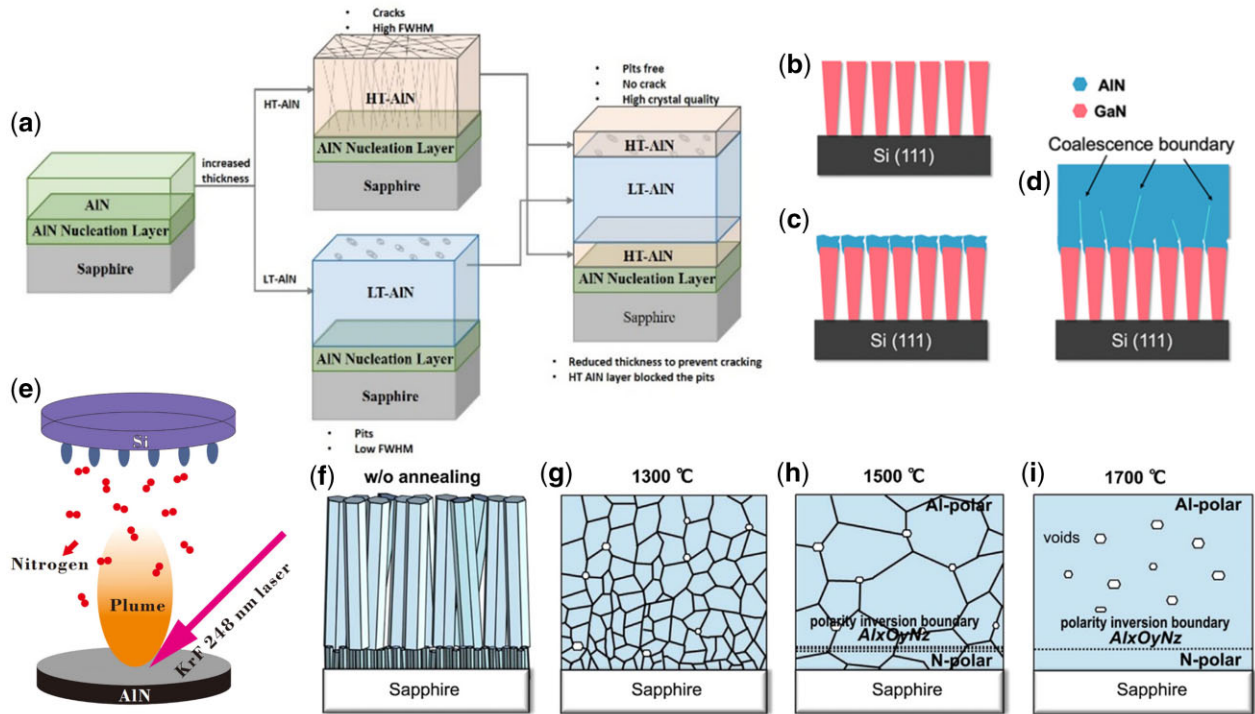 (a)
AlN
AlN Nucleation Layer
Sapphire
increased
thickness
HT-AlN
LT-AlN
• Cracks
• High FWHM
HT-AlN
AlN Nucleation Layer
Sapphire
LT-AlN
AlN Nucleation Layer
Sapphire
• Pits
• Low FWHM
• Pits free
• No crack
• High crystal quality
HT-AlN
LT-AlN
HT-AlN
AlN Nucleation Layer
Sapphire
• Reduced thickness to prevent cracking
• HT AlN layer blocked the pits
(b)
Si (111)
AlN
GaN
(c)
Si (111)
Coalescence boundary
(d)
Si (111)
(e)
Si
Nitrogen
Plume
KrF 248 nm laser
AlN
(f)
w/o annealing
Sapphire
(g)
1300 ℃
Sapphire
(h)
1500 ℃
Al-polar
polarity inversion boundary
AlxOyNz
N-polar
Sapphire
(i)
1700 ℃
Al-polar
voids
polarity inversion boundary
AlxOyNz
N-polar
Sapphire